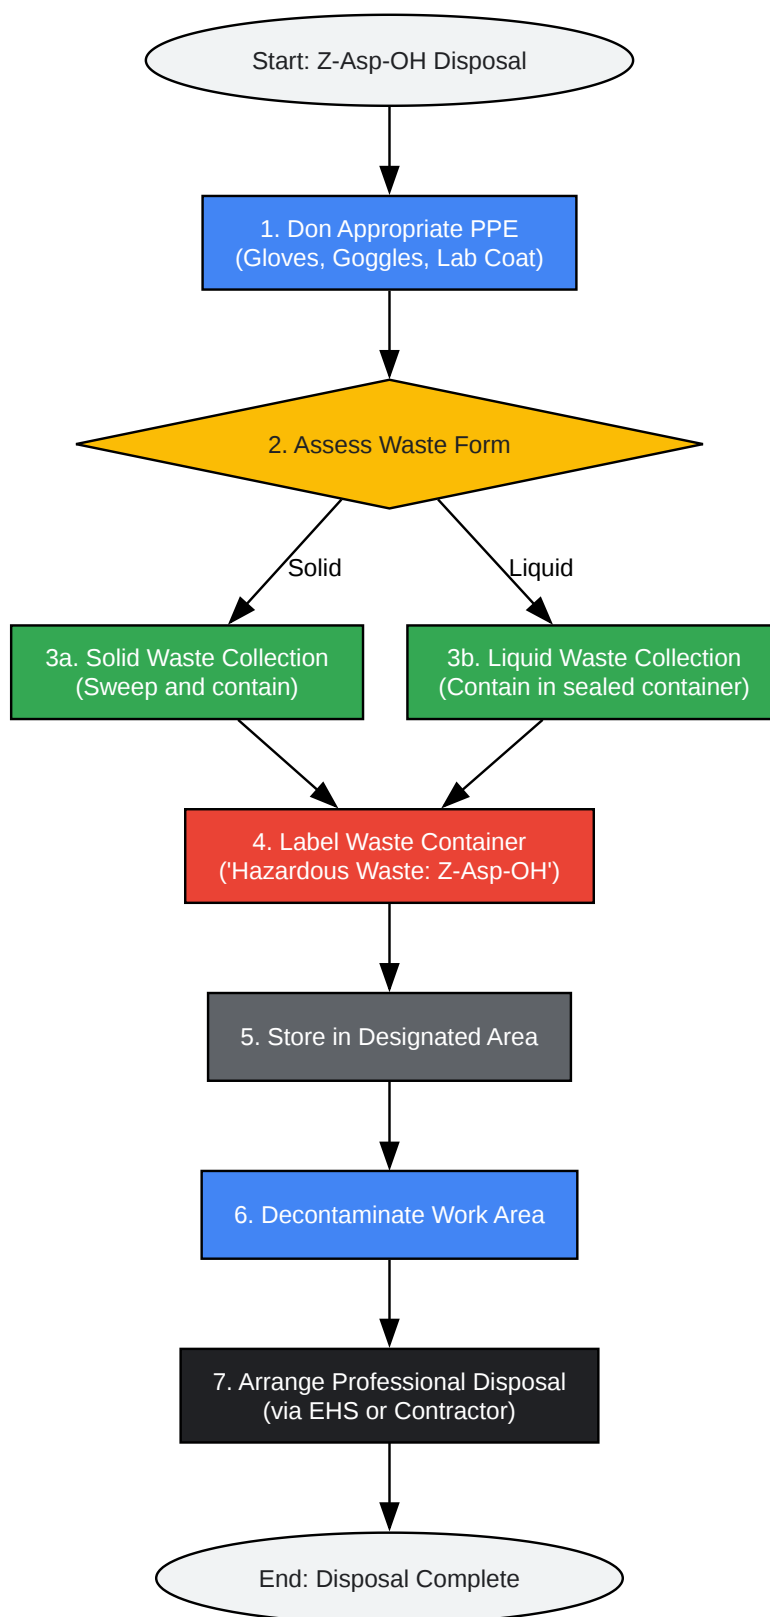 Start: Z-Asp-OH Disposal
1. Don Appropriate PPE
(Gloves, Goggles, Lab Coat)
2. Assess Waste Form
Solid
Liquid
3a. Solid Waste Collection
(Sweep and contain)
3b. Liquid Waste Collection
(Contain in sealed container)
4. Label Waste Container
('Hazardous Waste: Z-Asp-OH')
5. Store in Designated Area
6. Decontaminate Work Area
7. Arrange Professional Disposal
(via EHS or Contractor)
End: Disposal Complete